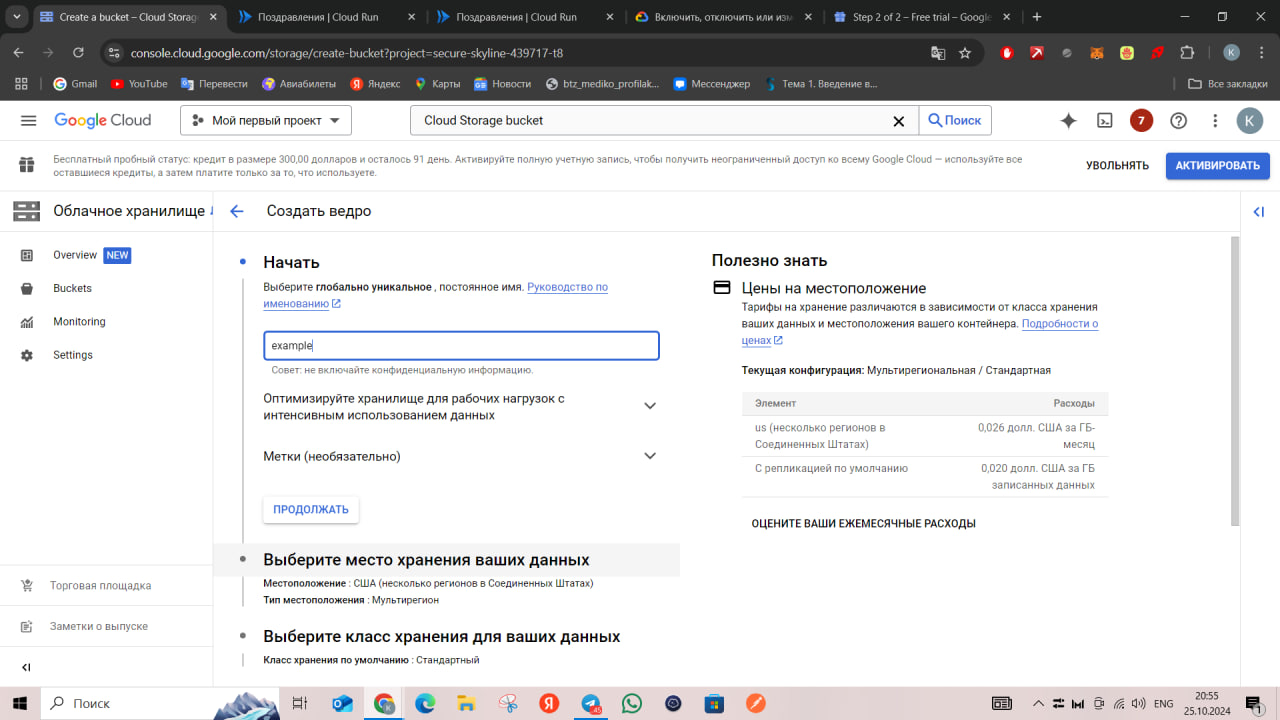 Create a bucket – Cloud Storag
Поздравления | Cloud Run
Поздравления | Cloud Run
Включить, отключить или изм
Step 2 of 2 – Free trial – Google
console.cloud.google.com/storage/create-bucket?project=secure-skyline-439717-t8
K
Gmail
YouTube
Перевести
Авиабилеты
Яндекс
Карты
Новости
btz_mediko_profilak...
Мессенджер
Тема 1. Введение в...
Все закладки
Google Cloud
Мой первый проект
Cloud Storage bucket
Поиск
7
K
Бесплатный пробный статус: кредит в размере 300,00 долларов и осталось 91 день. Активируйте полную учетную запись, чтобы получить неограниченный доступ ко всему Google Cloud — используйте все
оставшиеся кредиты, а затем платите только за то, что используете.
УВОЛЬНЯТЬ
АКТИВИРОВАТЬ
Облачное хранилище
Создать ведро
Overview NEW
Buckets
Monitoring
Settings
Торговая площадка
Заметки о выпуске
Начать
Выберите глобально уникальное , постоянное имя. Руководство по
именованию
example
Совет: не включайте конфиденциальную информацию.
Оптимизируйте хранилище для рабочих нагрузок с
интенсивным использованием данных
Метки (необязательно)
ПРОДОЛЖАТЬ
Выберите место хранения ваших данных
Местоположение : США (несколько регионов в Соединенных Штатах)
Тип местоположения : Мультирегион
Выберите класс хранения для ваших данных
Класс хранения по умолчанию : Стандартный
Полезно знать
Цены на местоположение
Тарифы на хранение различаются в зависимости от класса хранения
ваших данных и местоположения вашего контейнера. Подробности о
ценах
Текущая конфигурация: Мультирегиональная / Стандартная
Элемент Расходы
us (несколько регионов в 0,026 долл. США за ГБ-
Соединенных Штатах) месяц
С репликацией по умолчанию 0,020 долл. США за ГБ
записанных данных
ОЦЕНИТЕ ВАШИ ЕЖЕМЕСЯЧНЫЕ РАСХОДЫ
Поиск
45
ENG
20:55
25.10.2024
1